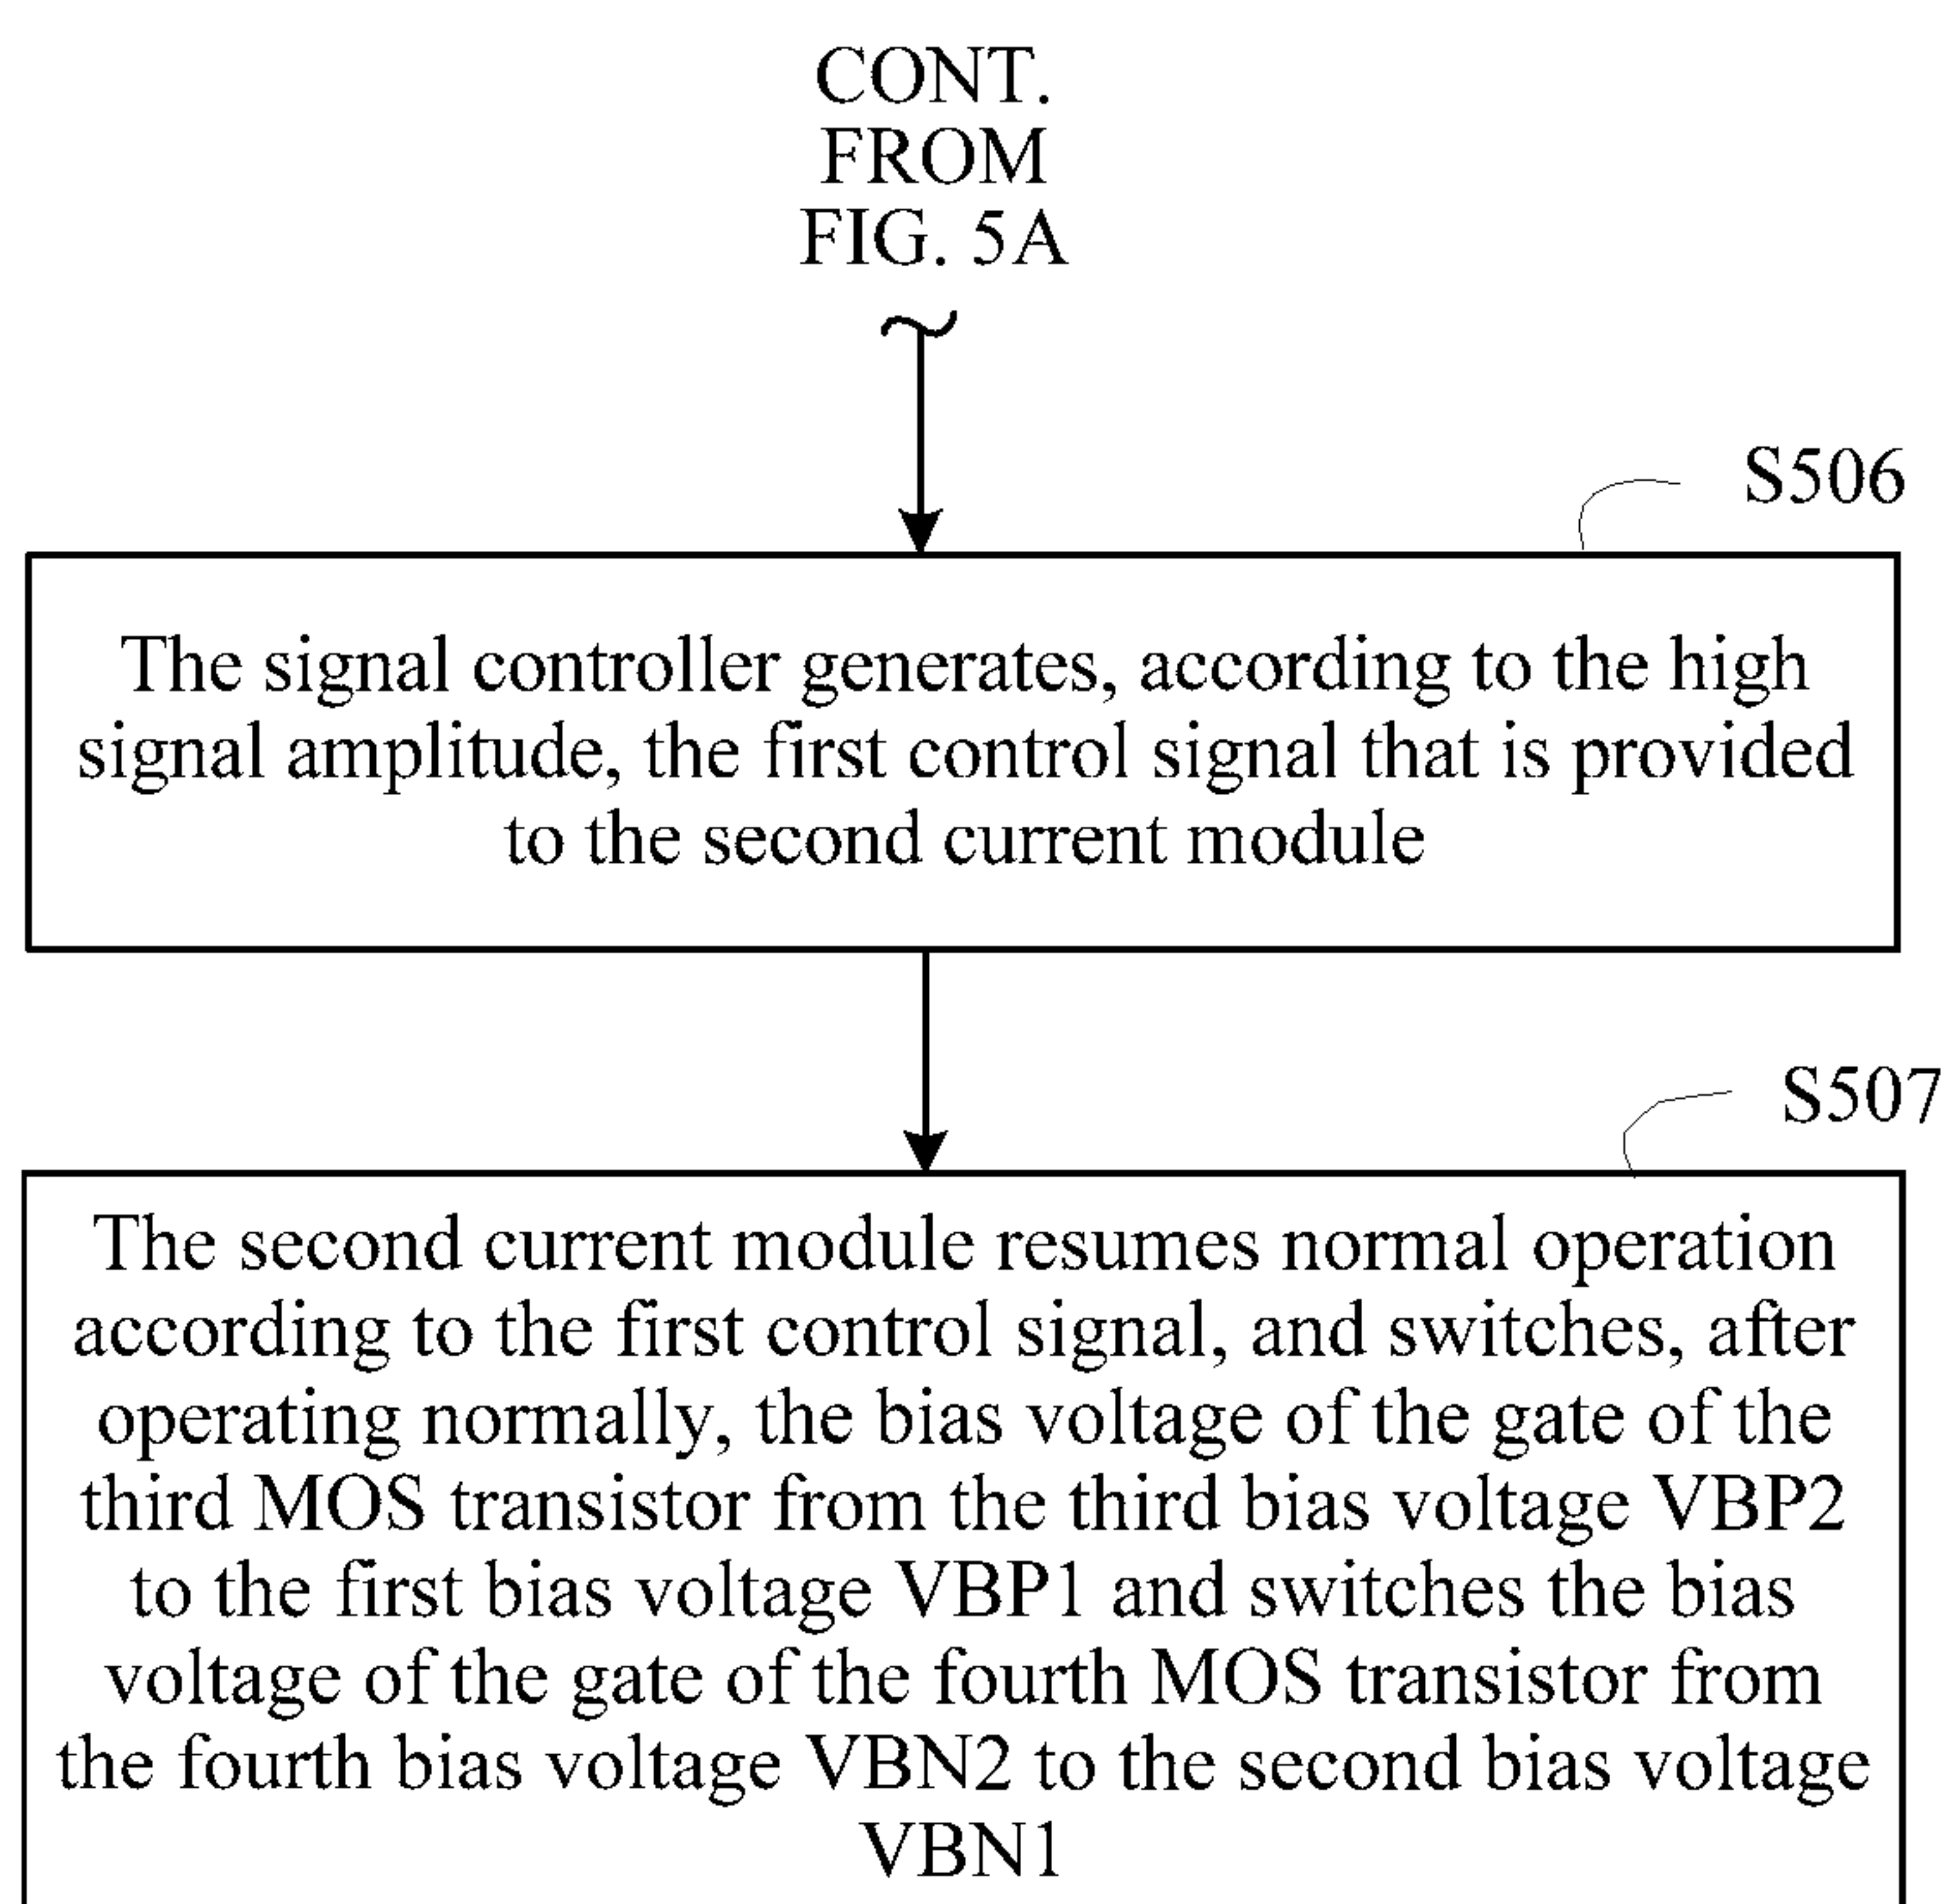 CONT.
FROM
FIG. 5A
S506
The signal controller generates, according to the high
signal amplitude, the first control signal that is provided
to the second current module
S507
The second current module resumes normal operation
according to the first control signal, and switches, after
operating normally, the bias voltage of the gate of the
third MOS transistor from the third bias voltage VBP2
to the first bias voltage VBP1 and switches the bias
voltage of the gate of the fourth MOS transistor from
the fourth bias voltage VBN2 to the second bias voltage
VBN1